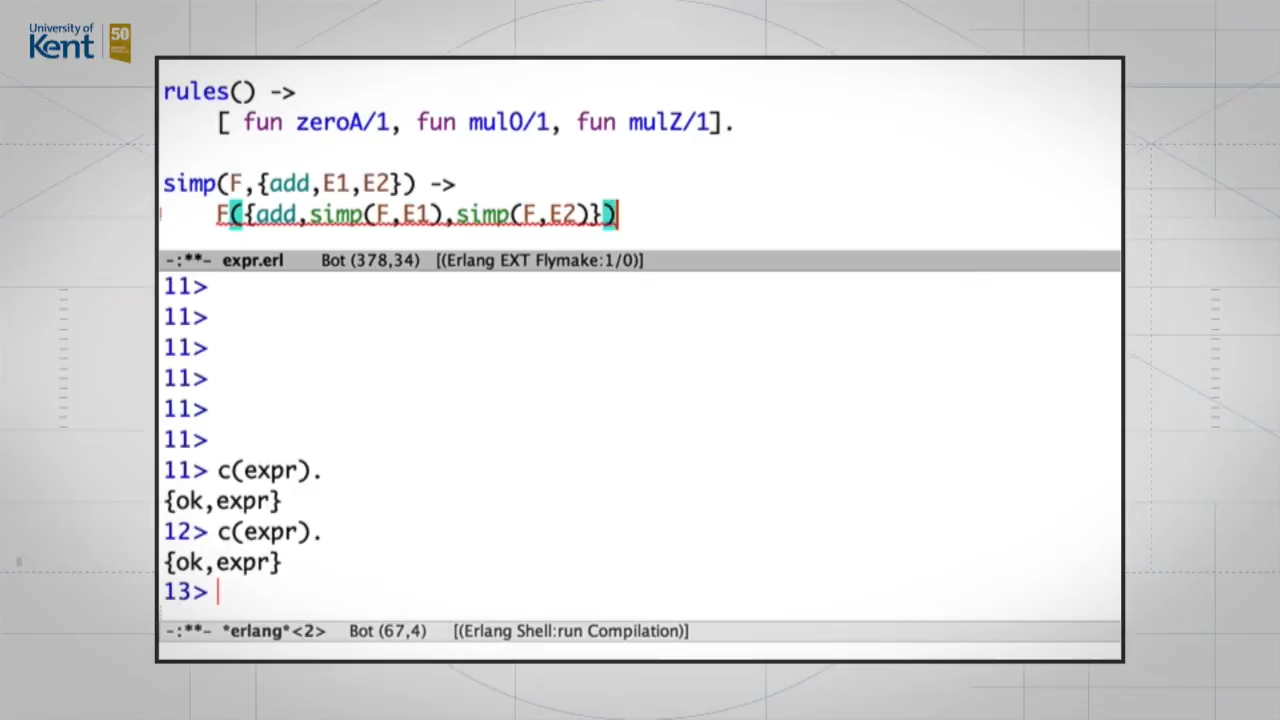 University of
Kent 50
rules() ->
[ fun zeroA/1, fun mulO/1, fun mulZ/1].
simp(F,{add,E1,E2}) ->
F({add,simp(F,E1),simp(F,E2)})
-:**- expr.erl Bot (378,34) [(Erlang EXT Flymake:1/0)]
11>
11>
11>
11>
11>
11>
11> c(expr).
{ok,expr}
12> c(expr).
{ok,expr}
13>
-:**- *erlang*<2> Bot (67,4) [(Erlang Shell:run Compilation)]